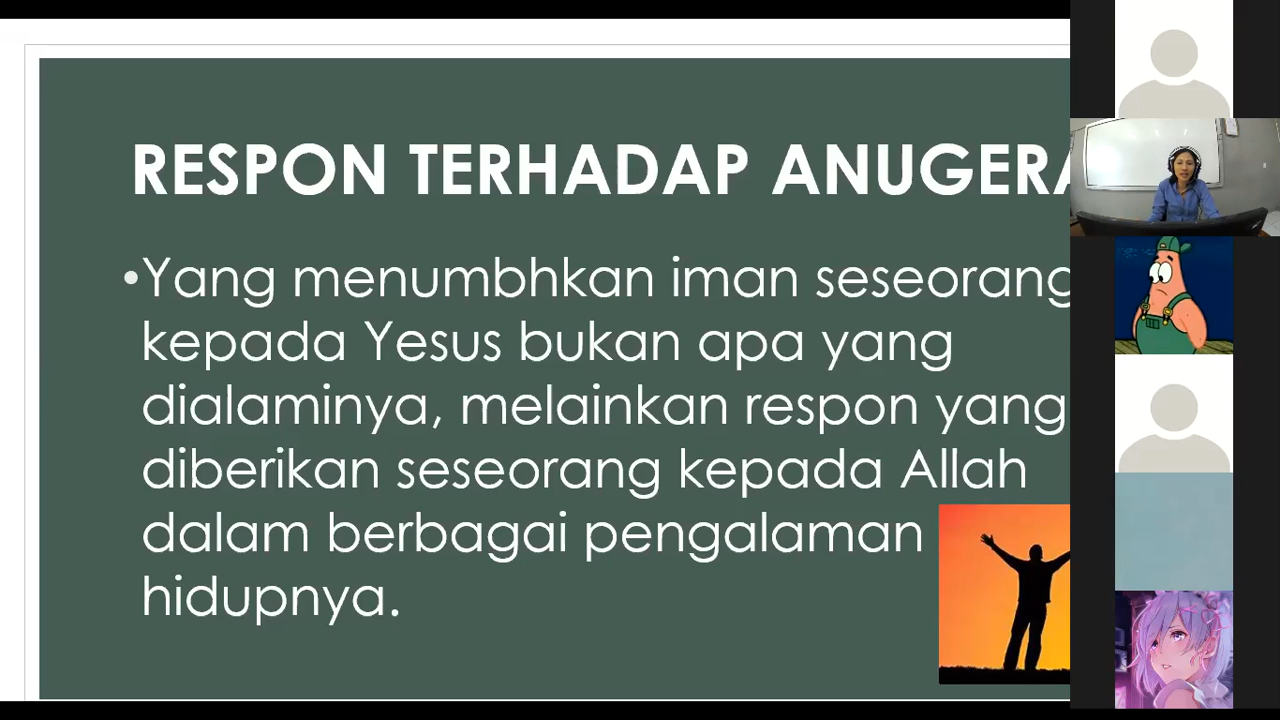 RESPON TERHADAP ANUGERA
•Yang menumbhkan iman seseorang
kepada Yesus bukan apa yang
dialaminya, melainkan respon yang
diberikan seseorang kepada Allah
dalam berbagai pengalaman
hidupnya.